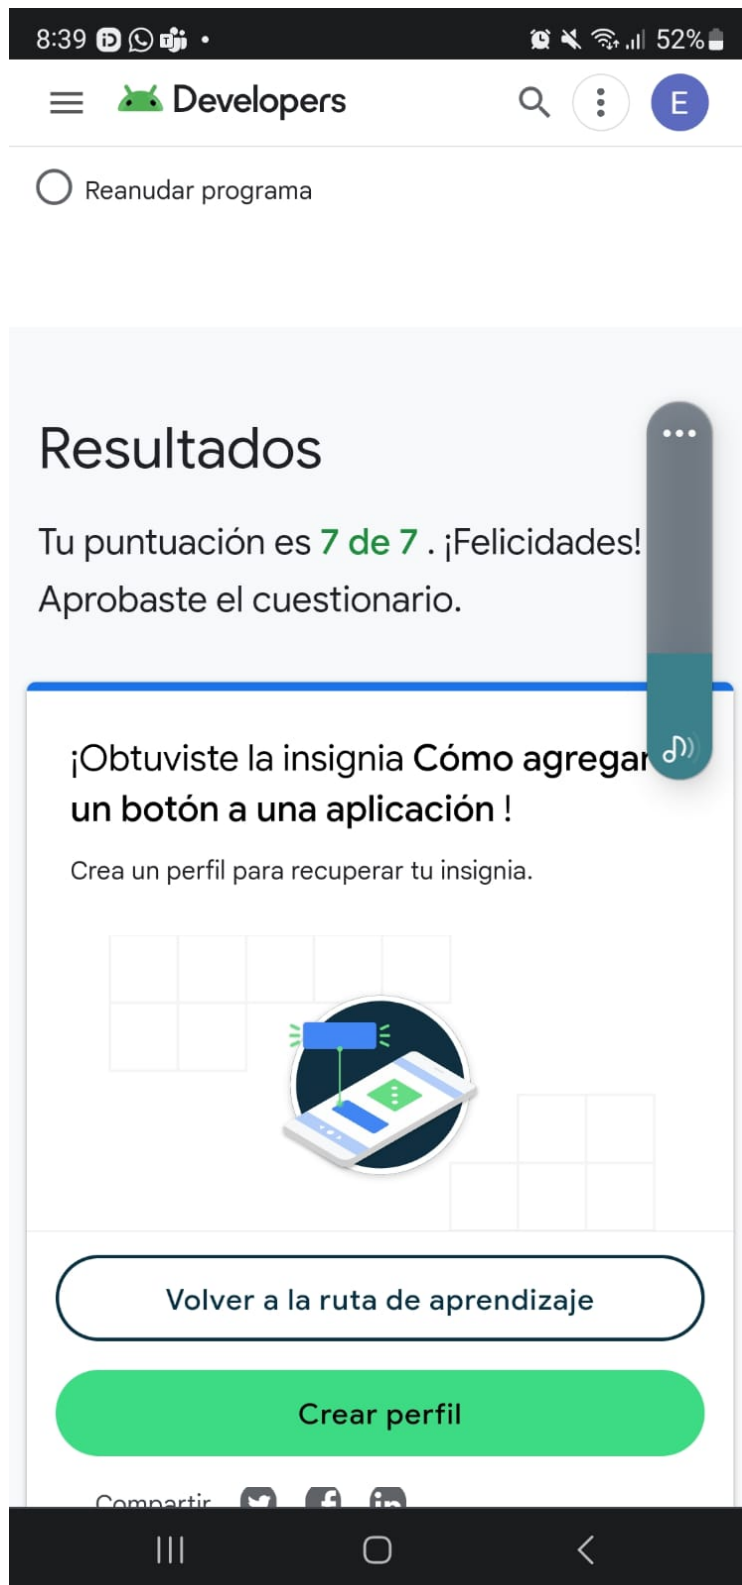 8:39
52%
Developers
E
Reanudar programa
Resultados
Tu puntuación es 7 de 7 . ¡Felicidades!
Aprobaste el cuestionario.
¡Obtuviste la insignia Cómo agregar
un botón a una aplicación !
Crea un perfil para recuperar tu insignia.
Volver a la ruta de aprendizaje
Crear perfil
Compartir